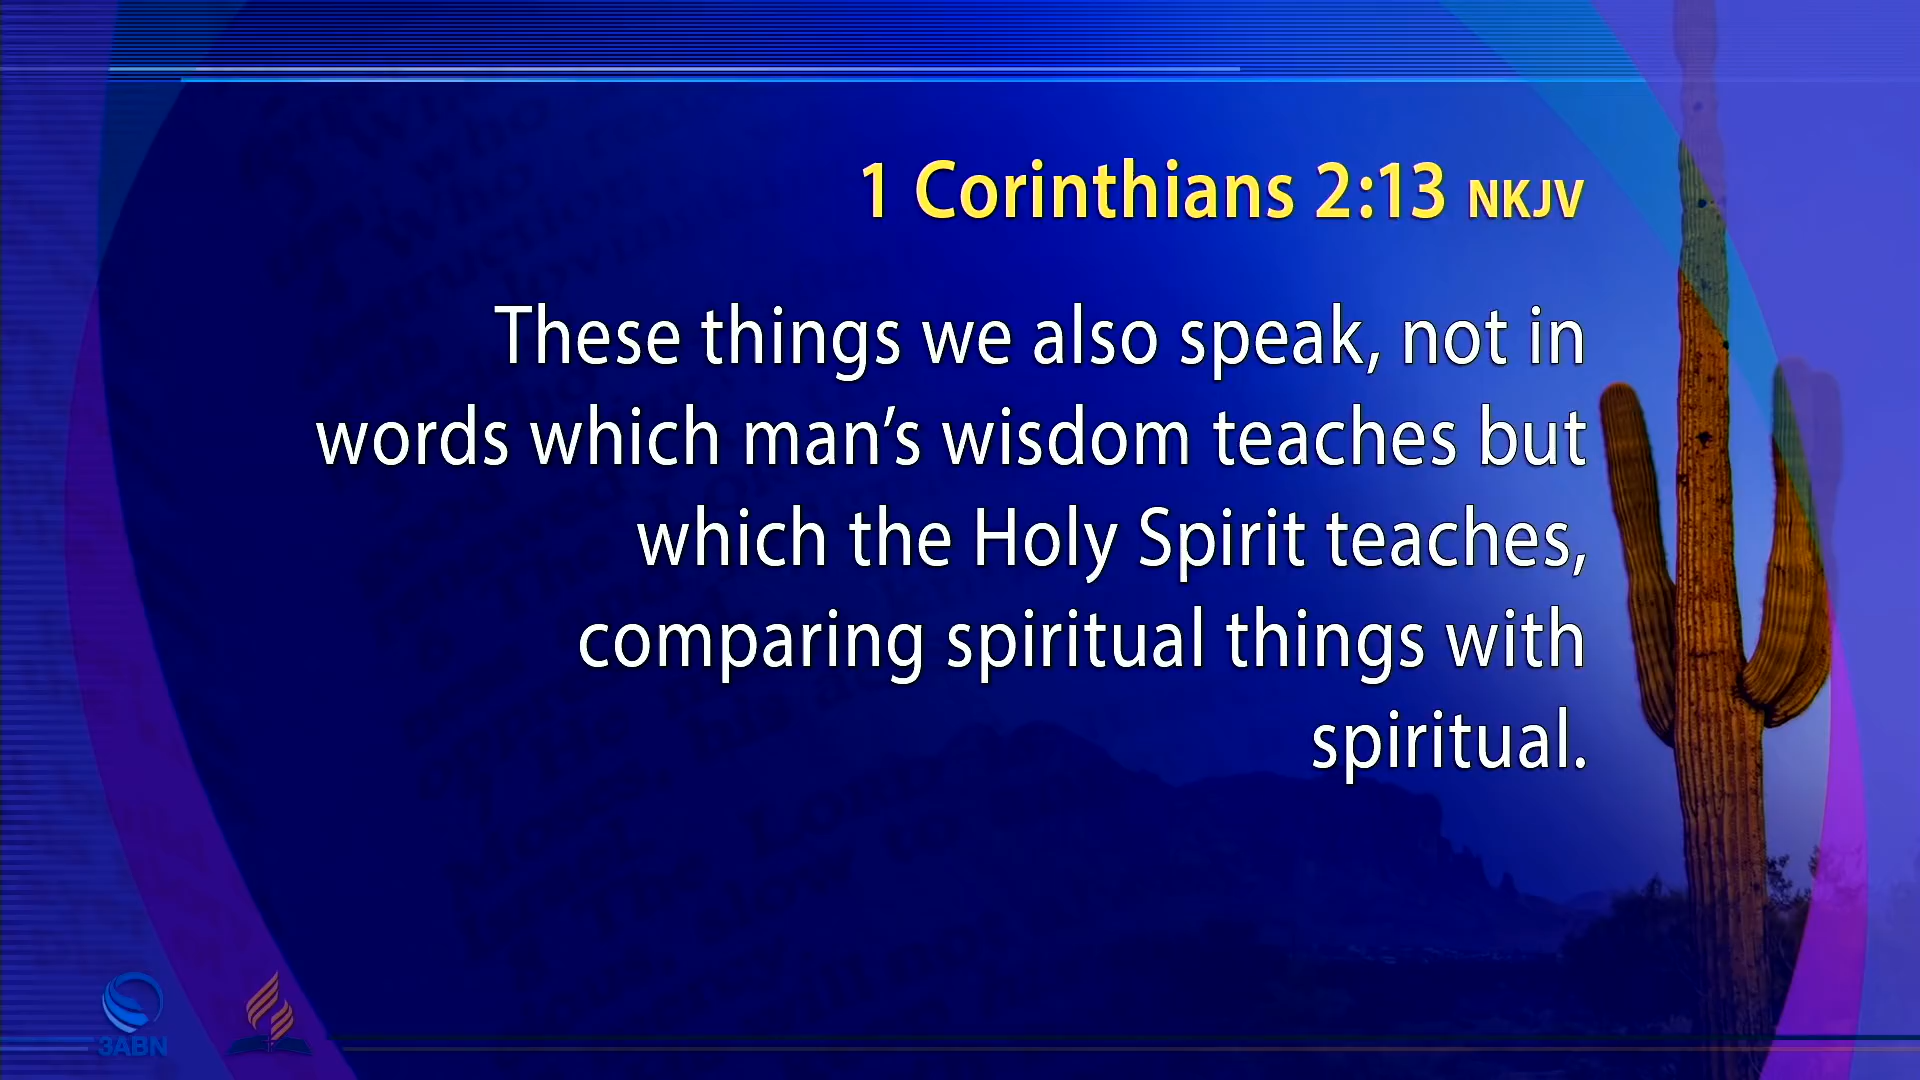 1 Corinthians 2:13 NKJV
These things we also speak, not in
words which man’s wisdom teaches but
which the Holy Spirit teaches,
comparing spiritual things with
spiritual.
3ABN